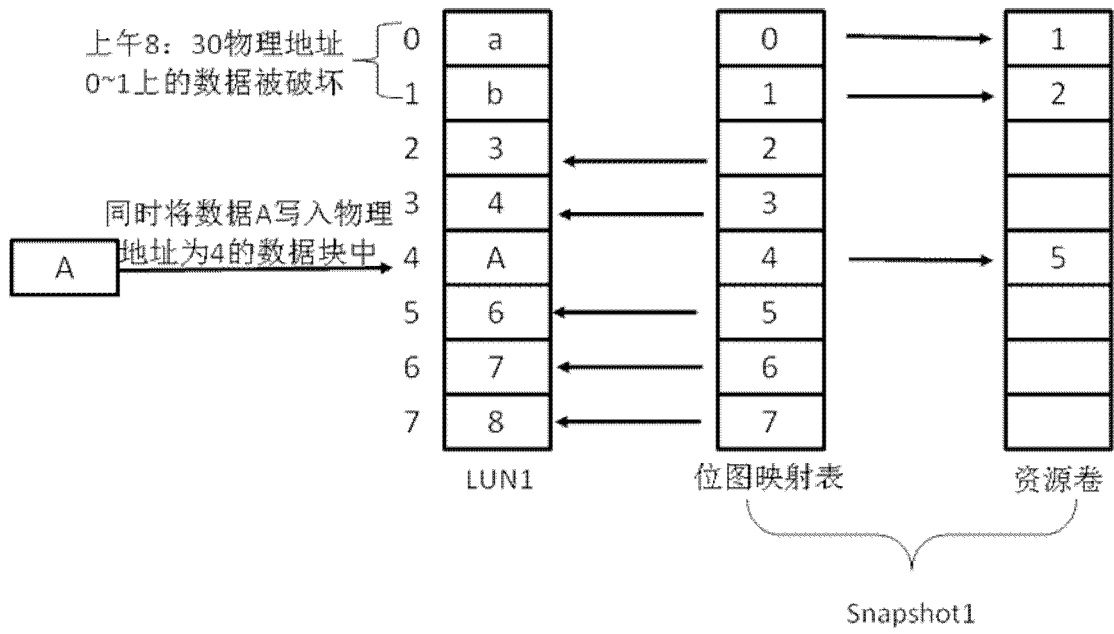 上午8：30物理地址
0~1上的数据被破坏
同时将数据A写入物理
地址为4的数据块中
A
0 a 0 1
1 b 1 2
2 3 2
3 4 3
4 A 4 5
5 6 5
6 7 6
7 8 7
LUN1 位图映射表 资源卷
Snapshot1